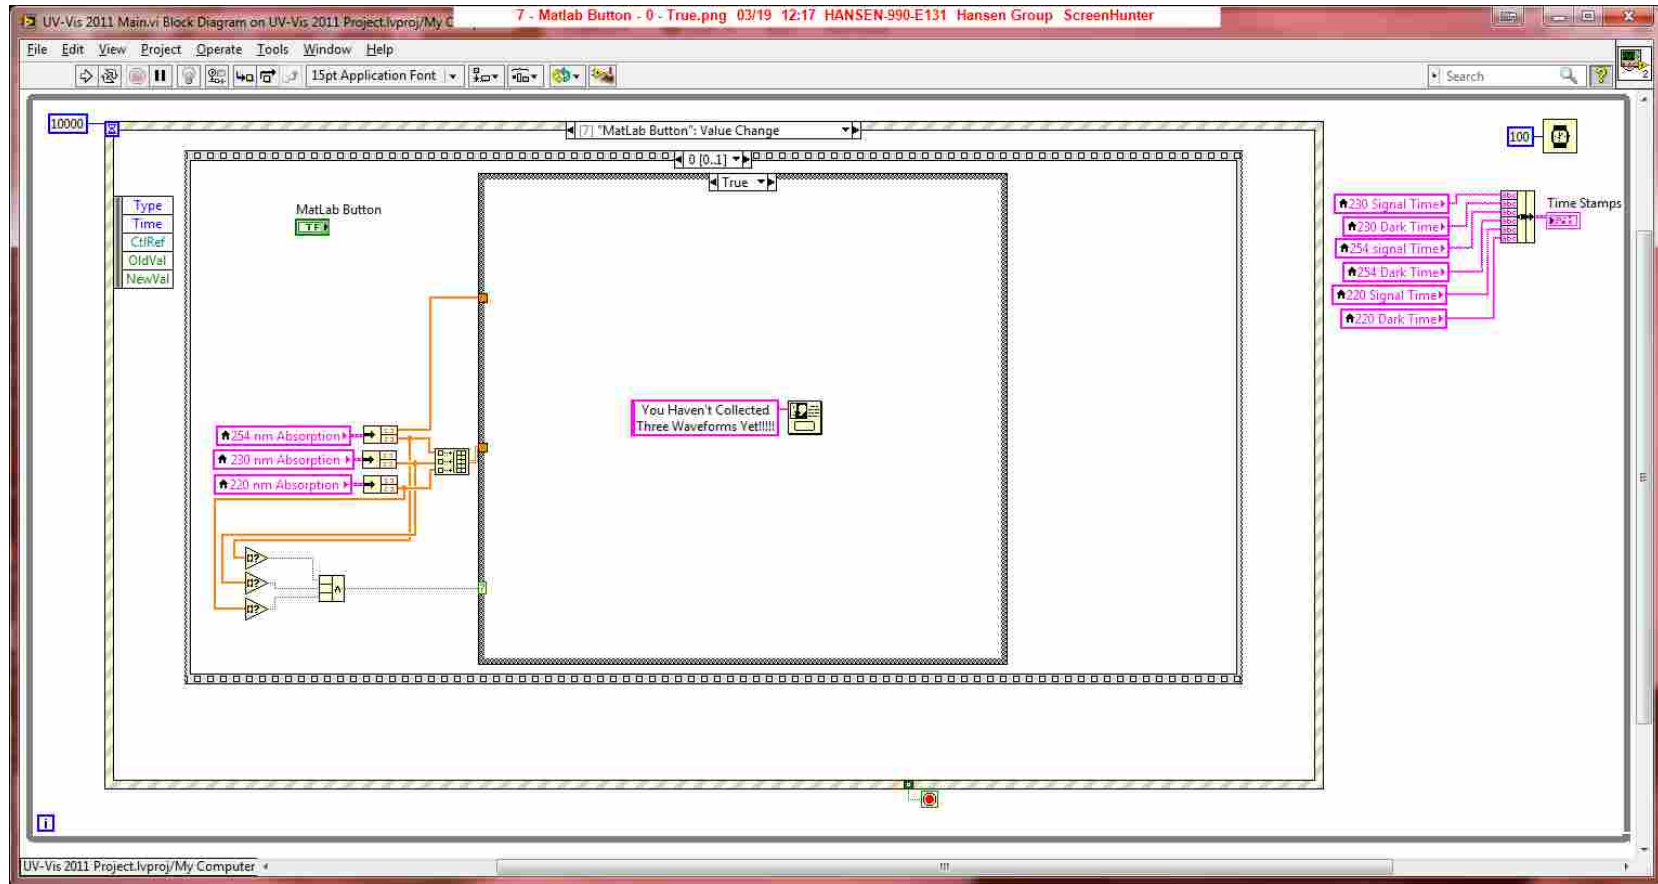 UV-Vis 2011 Main.vi Block Diagram on UV-Vis 2011 Project.lvproj/My C
7 - Matlab Button - 0 - True.png 03/19 12:17 HANSEN-990-E131 Hansen Group ScreenHunter
File Edit View Project Operate Tools Window Help
15pt Application Font
Search
2
10000
[7] "MatLab Button": Value Change
100
0 [0..1]
True
Type
Time
CtlRef
OldVal
NewVal
MatLab Button
TF
230 Signal Time
230 Dark Time
254 signal Time
254 Dark Time
220 Signal Time
220 Dark Time
Time Stamps
You Haven't Collected
Three Waveforms Yet!!!!!
254 nm Absorption
230 nm Absorption
220 nm Absorption
i
UV-Vis 2011 Project.lvproj/My Computer